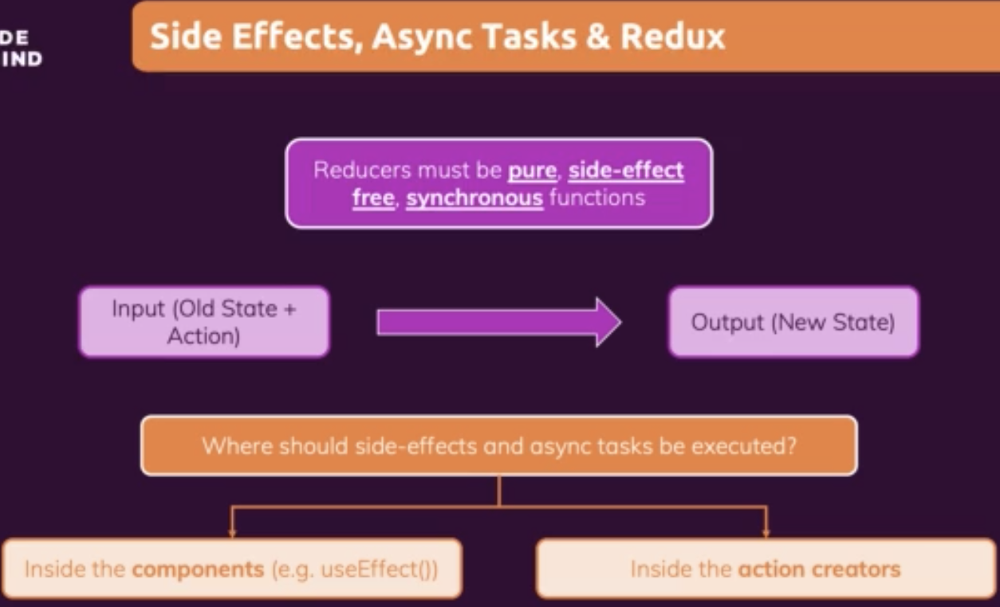 DE
IND
Side Effects, Async Tasks & Redux
Reducers must be pure, side-effect
free, synchronous functions
Input (Old State +
Action)
Output (New State)
Where should side-effects and async tasks be executed?
Inside the components (e.g. useEffect())
Inside the action creators